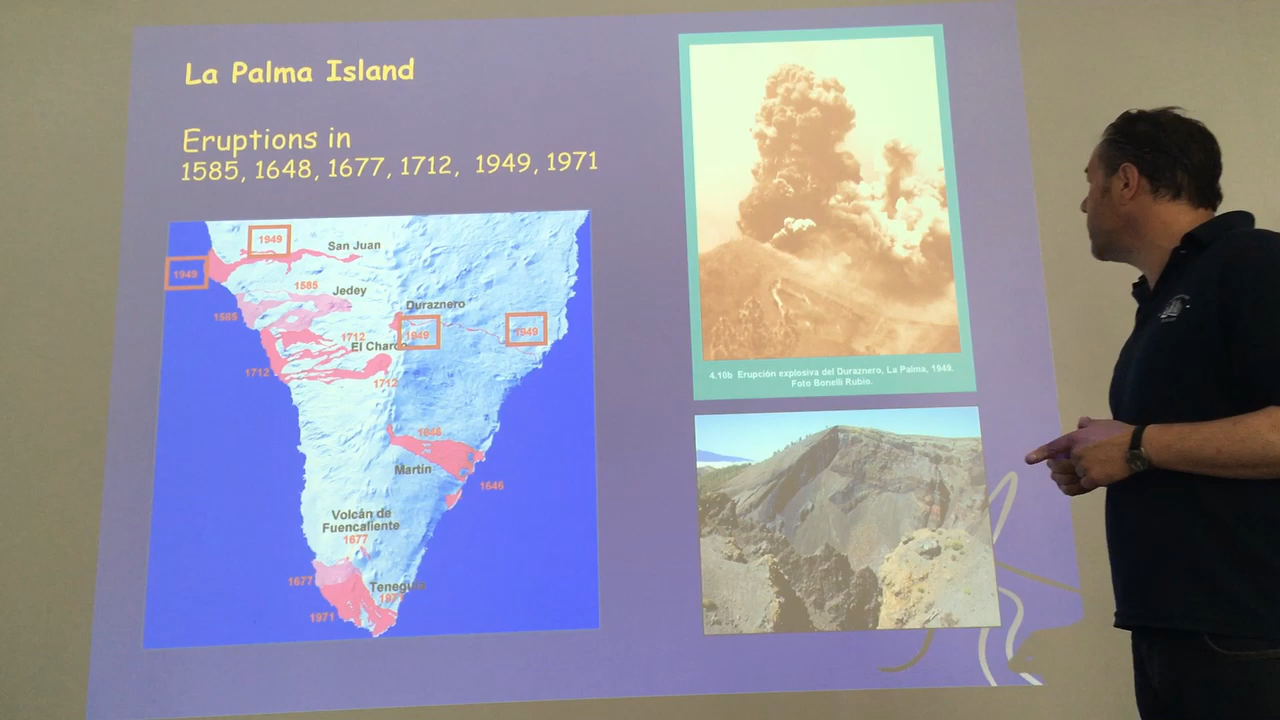 La Palma Island
Eruptions in
1585, 1648, 1677, 1712, 1949, 1971
1949
San Juan
1949
1585
Jedey
Duraznero
1585
1712
1949
1949
El Charco
1712
1712
1646
Martín
1646
Volcán de
Fuencaliente
1677
1677
Teneguía
1971
4.10b Erupción explosiva del Duraznero, La Palma, 1949.
Foto Bonelli Rubio.